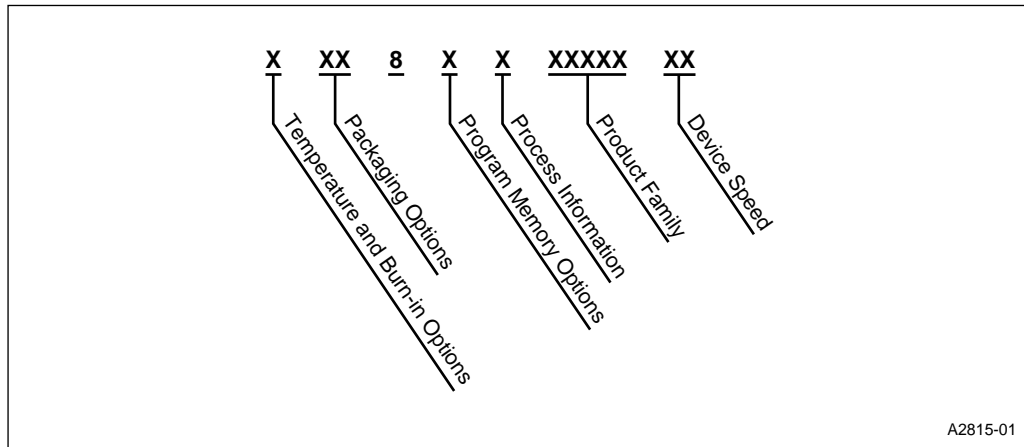 X XX 8 X X XXXXX XX
Temperature and Burn-in Options
Packaging Options
Program Memory Options
Process Information
Product Family
Device Speed
A2815-01